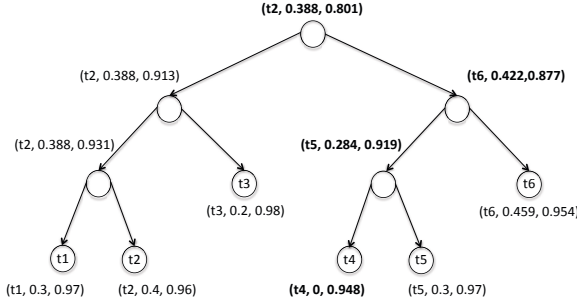 (t2, 0.388, 0.801)
(t2, 0.388, 0.913)
(t6, 0.422,0.877)
(t2, 0.388, 0.931)
(t5, 0.284, 0.919)
t3
t6
(t3, 0.2, 0.98)
(t6, 0.459, 0.954)
t1
t2
t4
t5
(t1, 0.3, 0.97)
(t2, 0.4, 0.96)
(t4, 0, 0.948)
(t5, 0.3, 0.97)